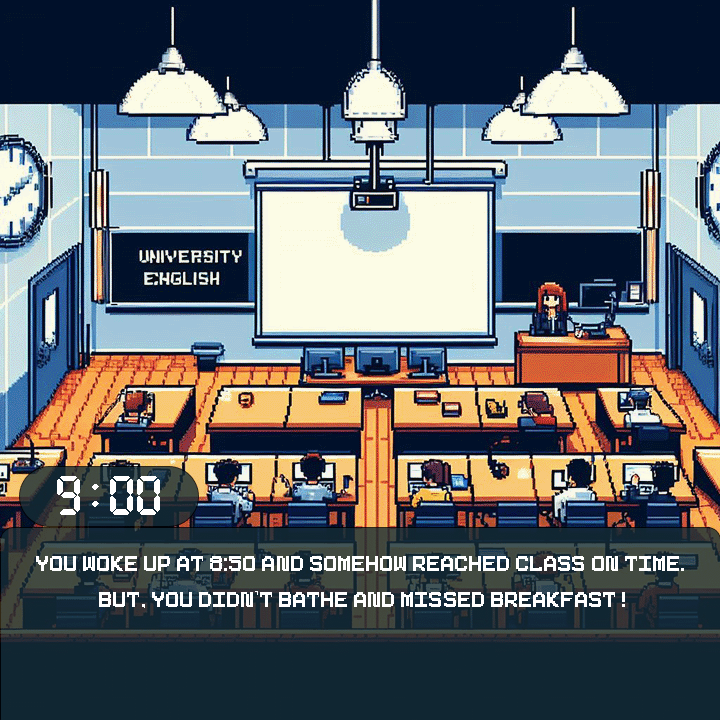 UNIVERSITY
ENGLISH
9:00
YOU WOKE UP AT 8:50 AND SOMEHOW REACHED CLASS ON TIME.
BUT, YOU DIDN'T BATHE AND MISSED BREAKFAST!